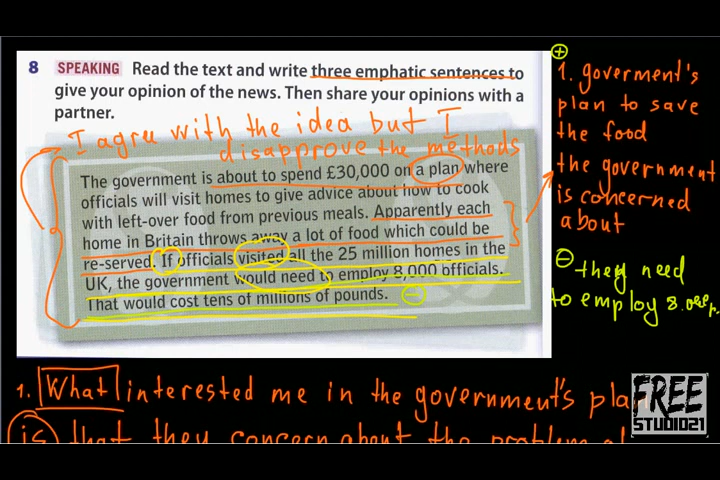 8 SPEAKING Read the text and write three emphatic sentences to
give your opinion of the news. Then share your opinions with a
partner.
I agree with the idea but I
disapprove the methods
The government is about to spend £30,000 on a plan where
officials will visit homes to give advice about how to cook
with left-over food from previous meals. Apparently each
home in Britain throws away a lot of food which could be
re-served. If officials visited all the 25 million homes in the
UK, the government would need to employ 8,000 officials.
That would cost tens of millions of pounds.
1. goverment's
plan to save
the food
the government
is concerned
about
they need
to employ
1. What interested me in the government's plan
is that they concern about the problem
FREE
STUDIO21